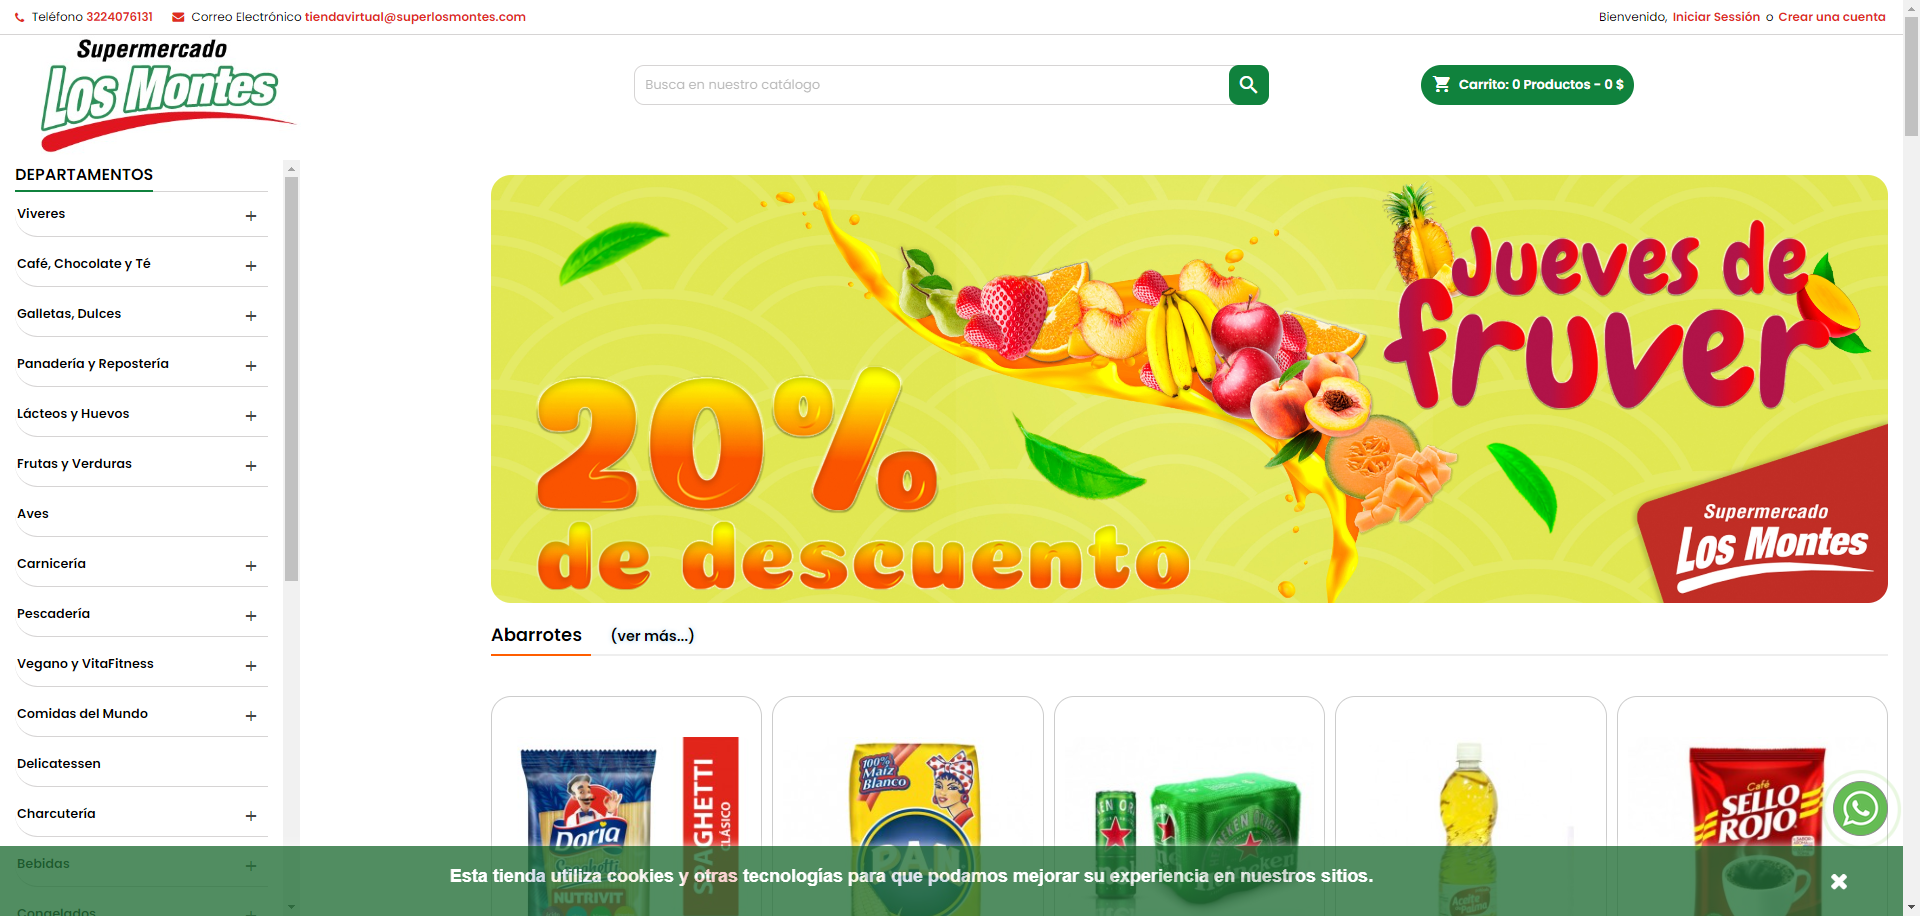 Teléfono 3224076131 Correo Electrónico tiendavirtual@superlosmontes.com
Bienvenido, Iniciar Sessión o Crear una cuenta
Supermercado
Los Montes
Busca en nuestro catálogo
Carrito: 0 Productos - 0 $
DEPARTAMENTOS
Viveres
Café, Chocolate y Té
Galletas, Dulces
Panadería y Repostería
Lácteos y Huevos
Frutas y Verduras
Aves
Carnicería
Pescadería
Vegano y VitaFitness
Comidas del Mundo
Delicatessen
Charcutería
Bebidas
Congelados
Jueves de
fruver
20%
de descuento
Supermercado
Los Montes
Abarrotes (ver más...)
Doria
Spaghetti
NUTRIVIT
SPAGHETTI
CLÁSICO
100%
Maíz
Blanco
PAN
Heineken
Café
SELLO
ROJO
Esta tienda utiliza cookies y otras tecnologías para que podamos mejorar su experiencia en nuestros sitios.